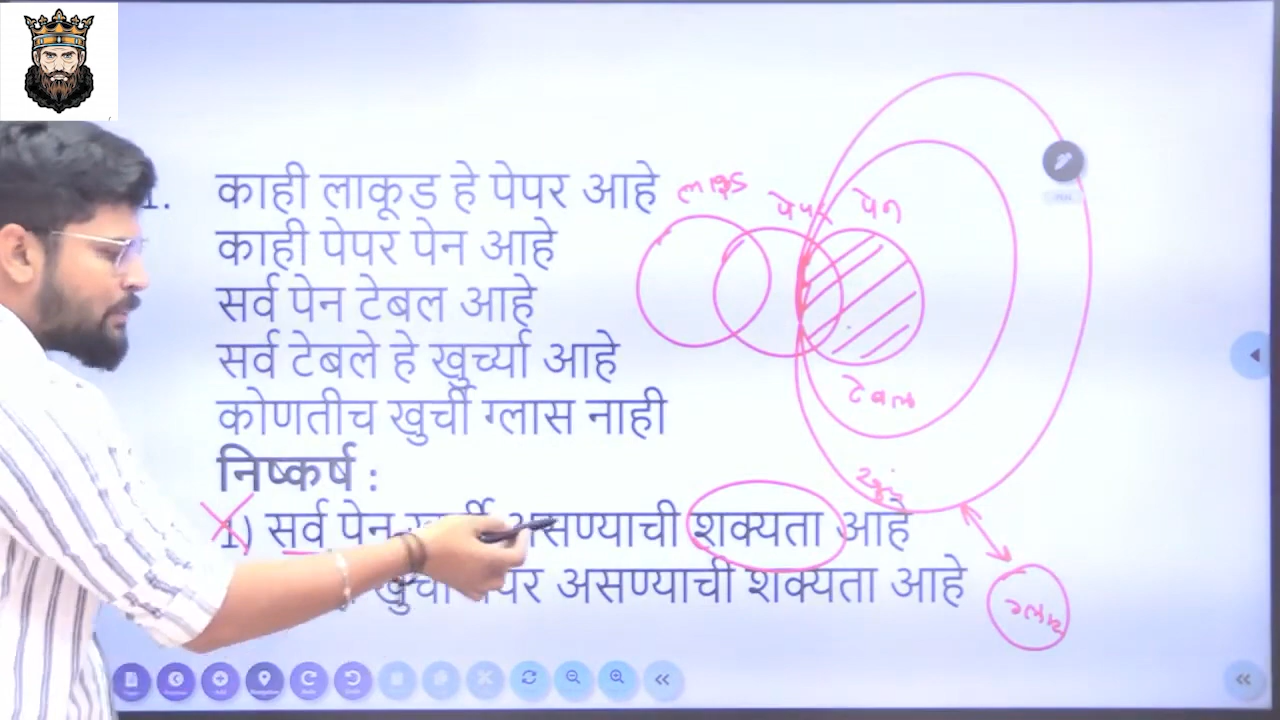 1. काही लाकूड हे पेपर आहे
काही पेपर पेन आहे
सर्व पेन टेबल आहे
सर्व टेबले हे खुर्च्या आहे
कोणतीच खुर्ची ग्लास नाही
निष्कर्ष :
1) सर्व पेन खुर्ची असण्याची शक्यता आहे
खुर्ची पेपर असण्याची शक्यता आहे
पेपर पेन
टेबल